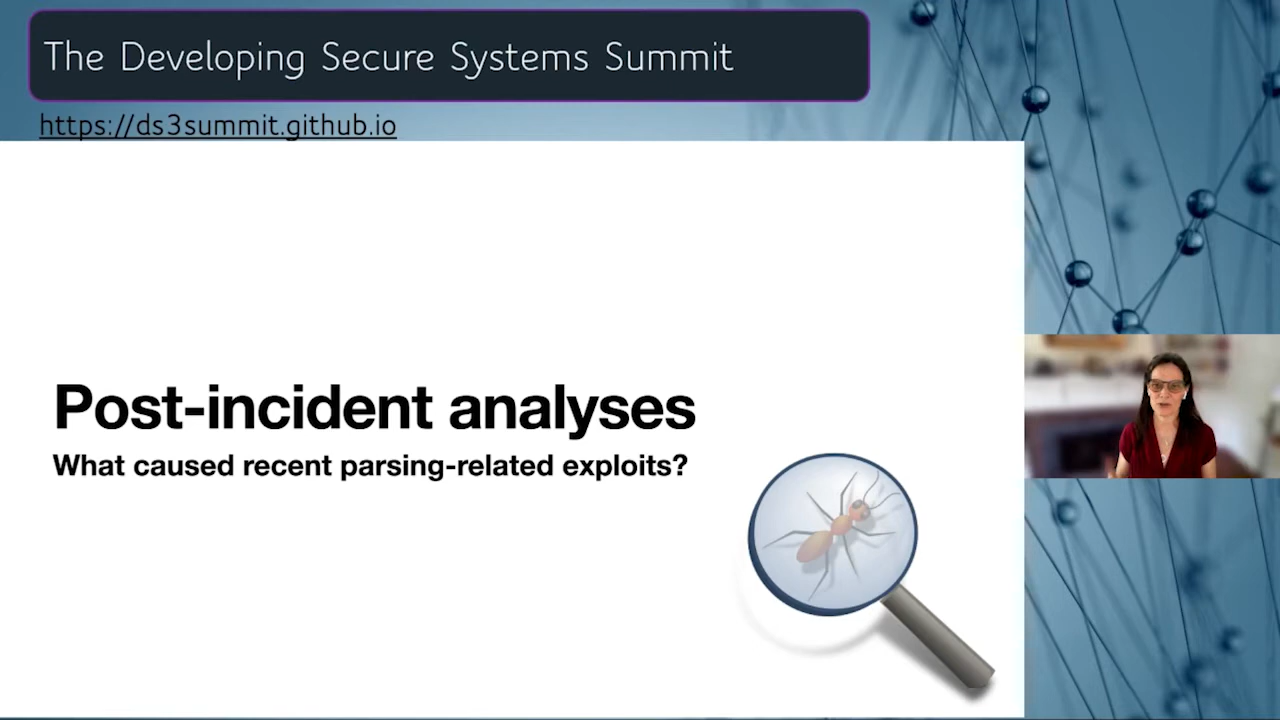 The Developing Secure Systems Summit
https://ds3summit.github.io
Post-incident analyses
What caused recent parsing-related exploits?